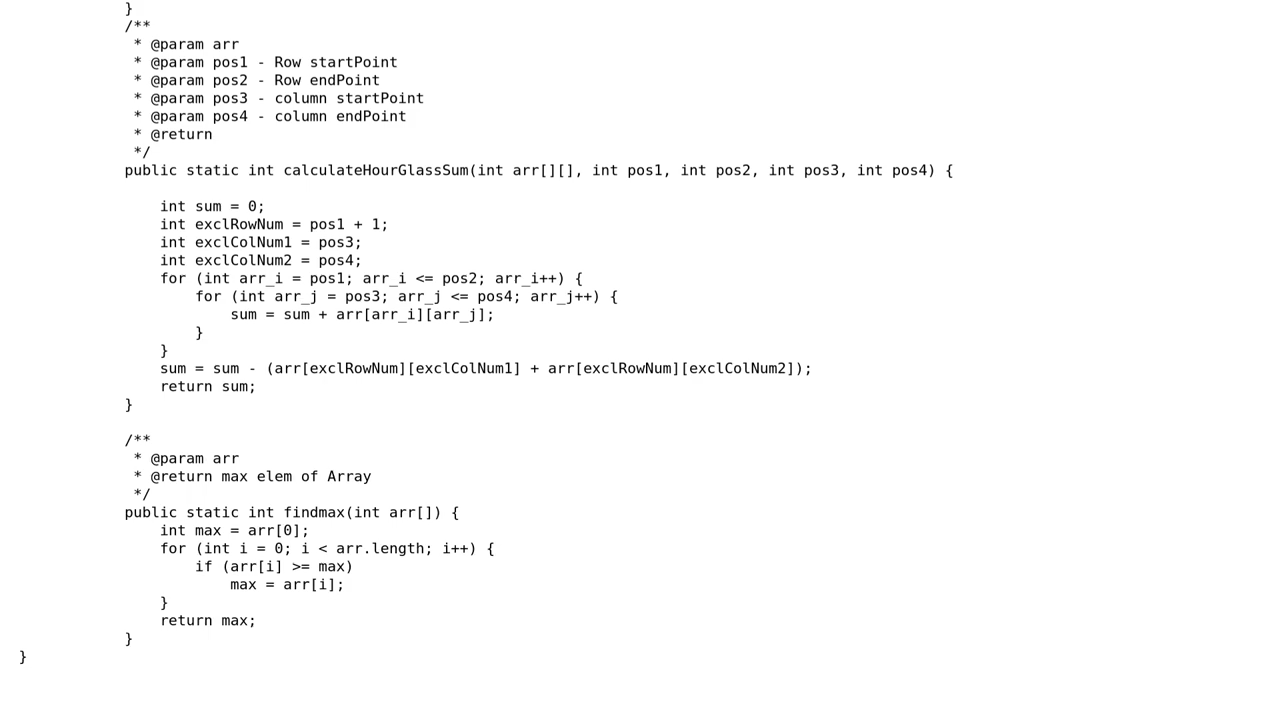 }
/**
 * @param arr
 * @param pos1 - Row startPoint
 * @param pos2 - Row endPoint
 * @param pos3 - column startPoint
 * @param pos4 - column endPoint
 * @return
 */
public static int calculateHourGlassSum(int arr[][], int pos1, int pos2, int pos3, int pos4) {
    int sum = 0;
    int exclRowNum = pos1 + 1;
    int exclColNum1 = pos3;
    int exclColNum2 = pos4;
    for (int arr_i = pos1; arr_i <= pos2; arr_i++) {
        for (int arr_j = pos3; arr_j <= pos4; arr_j++) {
            sum = sum + arr[arr_i][arr_j];
        }
    }
    sum = sum - (arr[exclRowNum][exclColNum1] + arr[exclRowNum][exclColNum2]);
    return sum;
}
/**
 * @param arr
 * @return max elem of Array
 */
public static int findmax(int arr[]) {
    int max = arr[0];
    for (int i = 0; i < arr.length; i++) {
        if (arr[i] >= max)
            max = arr[i];
    }
    return max;
}
}